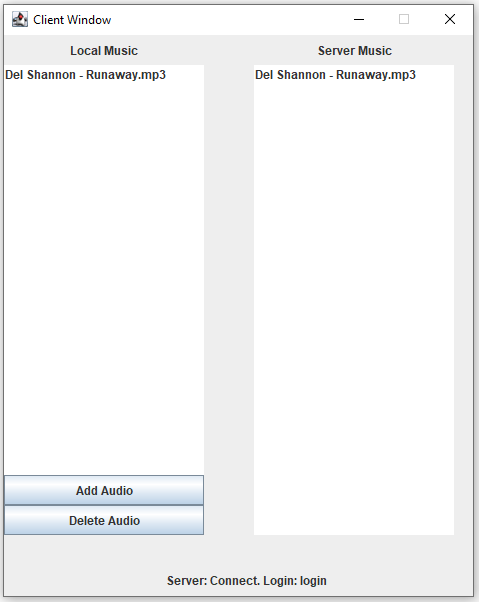 Client Window
Local Music
Server Music
Del Shannon - Runaway.mp3
Del Shannon - Runaway.mp3
Add Audio
Delete Audio
Server: Connect. Login: login